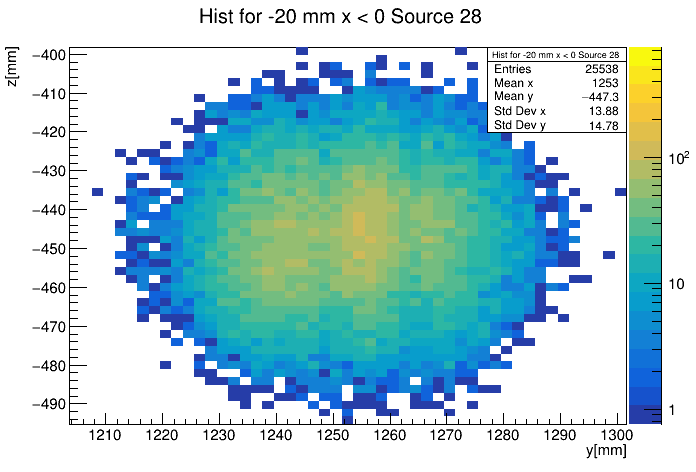 Hist for -20 mm x < 0 Source 28
z[mm]
−400
−410
−420
−430
−440
−450
−460
−470
−480
−490
Hist for -20 mm x < 0 Source 28
Entries 25538
Mean x 1253
Mean y −447.3
Std Dev x 13.88
Std Dev y 14.78
10²
10
1
1210 1220 1230 1240 1250 1260 1270 1280 1290 1300
y[mm]